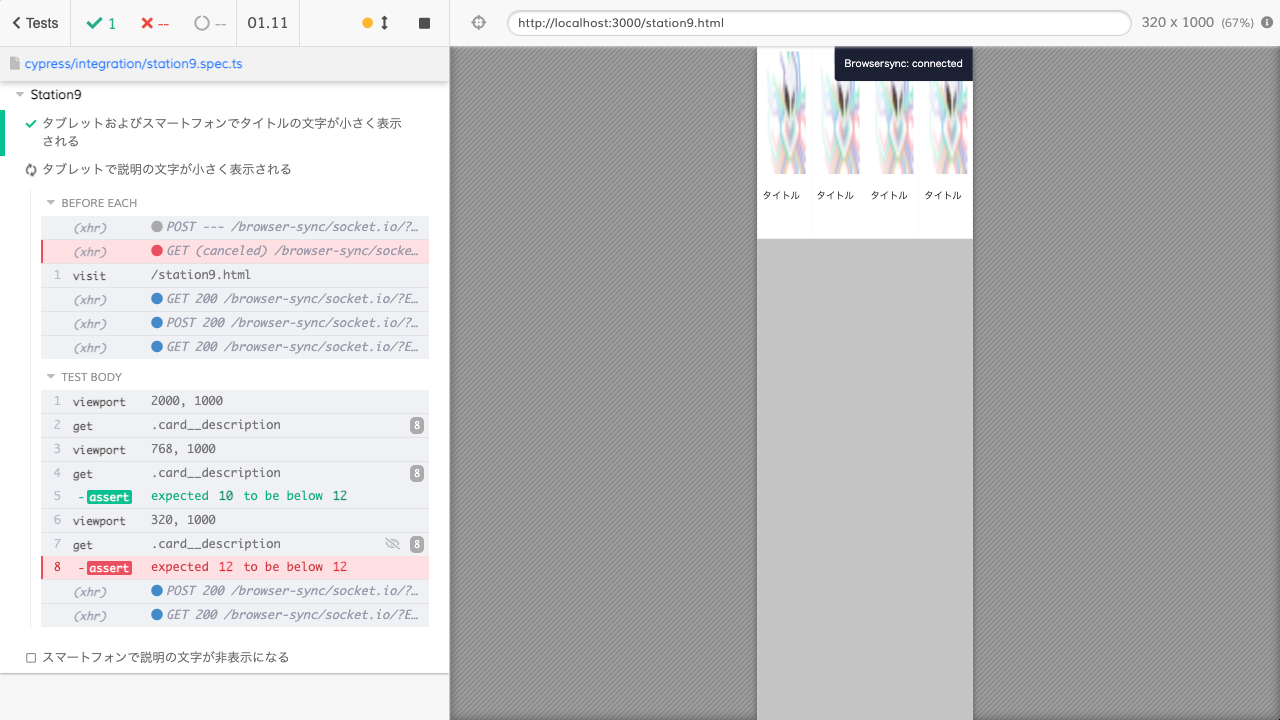 Tests
1
--
--
01.11
http://localhost:3000/station9.html
320 x 1000 (67%)
cypress/integration/station9.spec.ts
Station9
タブレットおよびスマートフォンでタイトルの文字が小さく表示
される
タブレットで説明の文字が小さく表示される
BEFORE EACH
(xhr) POST --- /browser-sync/socket.io/?…
(xhr) GET (canceled) /browser-sync/socke…
1 visit /station9.html
(xhr) GET 200 /browser-sync/socket.io/?E…
(xhr) POST 200 /browser-sync/socket.io/?…
(xhr) GET 200 /browser-sync/socket.io/?E…
TEST BODY
1 viewport 2000, 1000
2 get .card__description 8
3 viewport 768, 1000
4 get .card__description 8
5 -assert expected 10 to be below 12
6 viewport 320, 1000
7 get .card__description 8
8 -assert expected 12 to be below 12
(xhr) POST 200 /browser-sync/socket.io/?…
(xhr) GET 200 /browser-sync/socket.io/?E…
スマートフォンで説明の文字が非表示になる
Browsersync: connected
タイトル タイトル タイトル タイトル